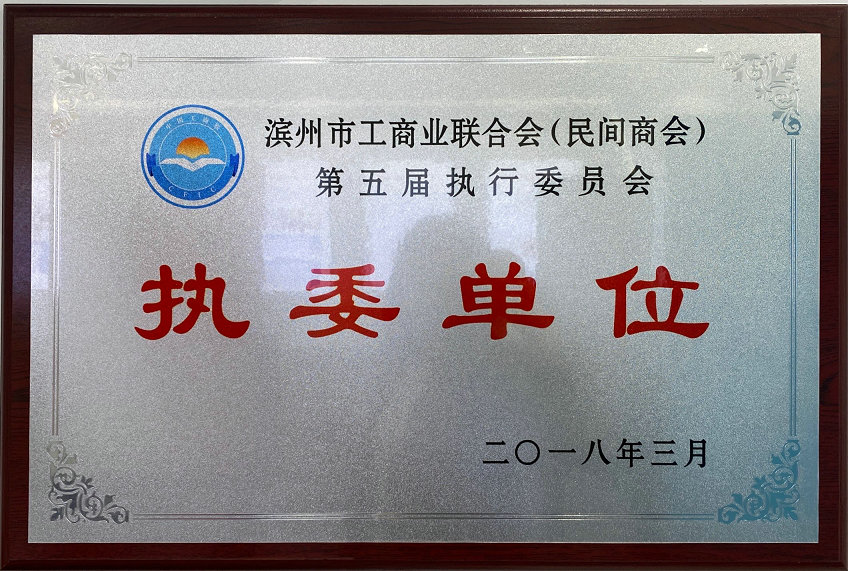 滨州市工商业联合会(民间商会)
第五届执行委员会
执委单位
二〇一八年三月
CFIC